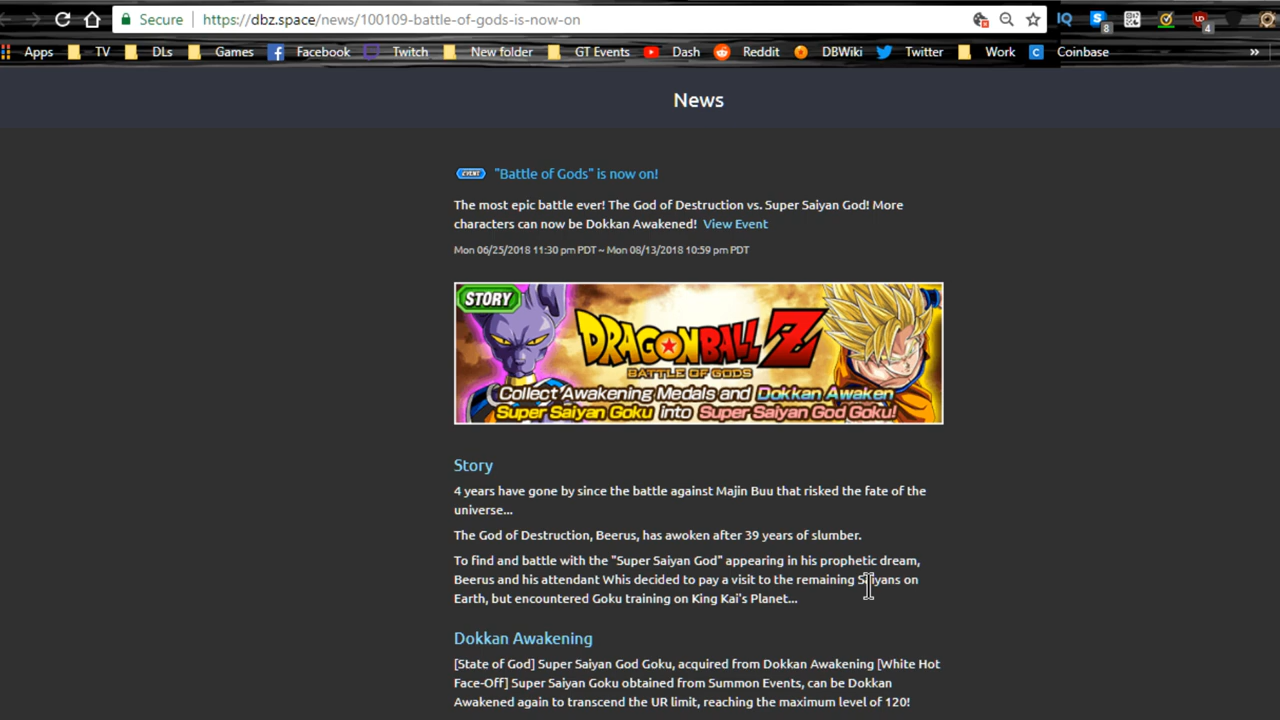 Secure
https://dbz.space/news/100109-battle-of-gods-is-now-on
IQ
S
8
UD
4
Apps TV DLs Games Facebook Twitch New folder GT Events Dash Reddit DBWiki Twitter Work C Coinbase »
News
EVENT "Battle of Gods" is now on!
The most epic battle ever! The God of Destruction vs. Super Saiyan God! More
characters can now be Dokkan Awakened! View Event
Mon 06/25/2018 11:30 pm PDT ~ Mon 08/13/2018 10:59 pm PDT
STORY
DRAGONBALL Z
BATTLE OF GODS
Collect Awakening Medals and Dokkan Awaken
Super Saiyan Goku into Super Saiyan God Goku!
Story
4 years have gone by since the battle against Majin Buu that risked the fate of the
universe...
The God of Destruction, Beerus, has awoken after 39 years of slumber.
To find and battle with the "Super Saiyan God" appearing in his prophetic dream,
Beerus and his attendant Whis decided to pay a visit to the remaining Saiyans on
Earth, but encountered Goku training on King Kai's Planet...
Dokkan Awakening
[State of God] Super Saiyan God Goku, acquired from Dokkan Awakening [White Hot
Face-Off] Super Saiyan Goku obtained from Summon Events, can be Dokkan
Awakened again to transcend the UR limit, reaching the maximum level of 120!